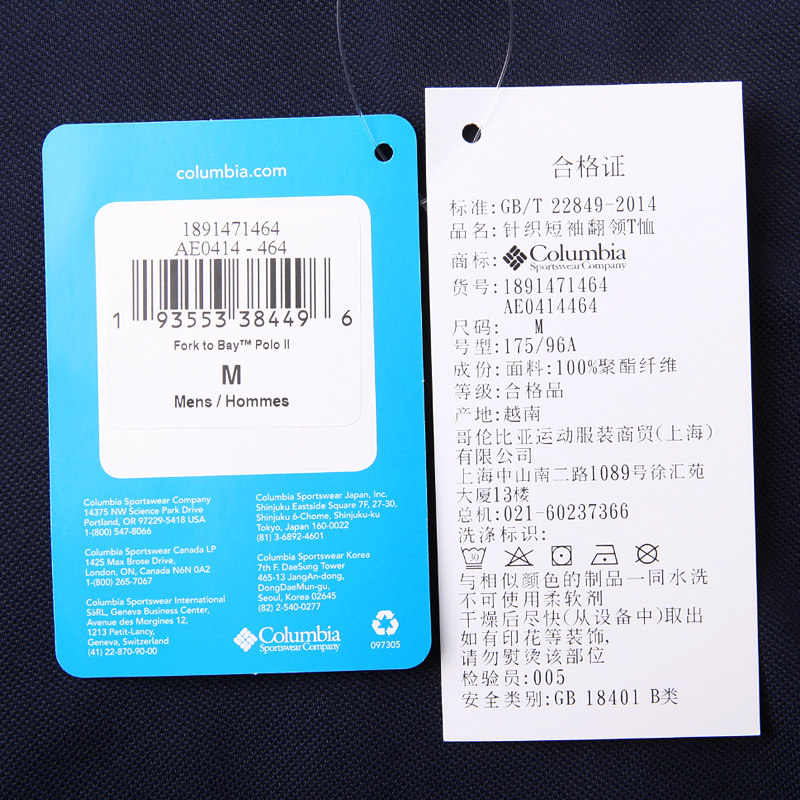 columbia.com
1891471464
AE0414 - 464
1 93553 38449 6
Fork to Bay™ Polo II
M
Mens / Hommes
Columbia Sportswear Company
14375 NW Science Park Drive
Portland, OR 97229-5418 USA
1-(800) 547-8066
Columbia Sportswear Canada LP
1425 Max Brose Drive,
London, ON, Canada N6N 0A2
1-(800) 265-7067
Columbia Sportswear International
SàRL, Geneva Business Center,
Avenue des Morgines 12,
1213 Petit-Lancy,
Geneva, Switzerland
(41) 22-870-90-00
Columbia Sportswear Japan, Inc.
Shinjuku Eastside Square 7F, 27-30,
Shinjuku 6-Chome, Shinjuku-ku
Tokyo, Japan 160-0022
(81) 3-6892-4601
Columbia Sportswear Korea
7th F. DaeSung Tower
465-13 JangAn-dong,
DongDaeMun-gu,
Seoul, Korea 02645
(82) 2-540-0277
Columbia
Sportswear Company
097305
合格证
标准:GB/T 22849-2014
品名:针织短袖翻领T恤
商标:Columbia
Sportswear Company
货号:1891471464
AE0414464
尺码: M
号型:175/96A
成份:面料:100%聚酯纤维
等级:合格品
产地:越南
哥伦比亚运动服装商贸(上海)
有限公司
上海中山南二路1089号徐汇苑
大厦13楼
总机:021-60237366
洗涤标识:
30
与相似颜色的制品一同水洗
不可使用柔软剂
干燥后尽快(从设备中)取出
如有印花等装饰,
请勿熨烫该部位
检验员:005
安全类别:GB 18401 B类